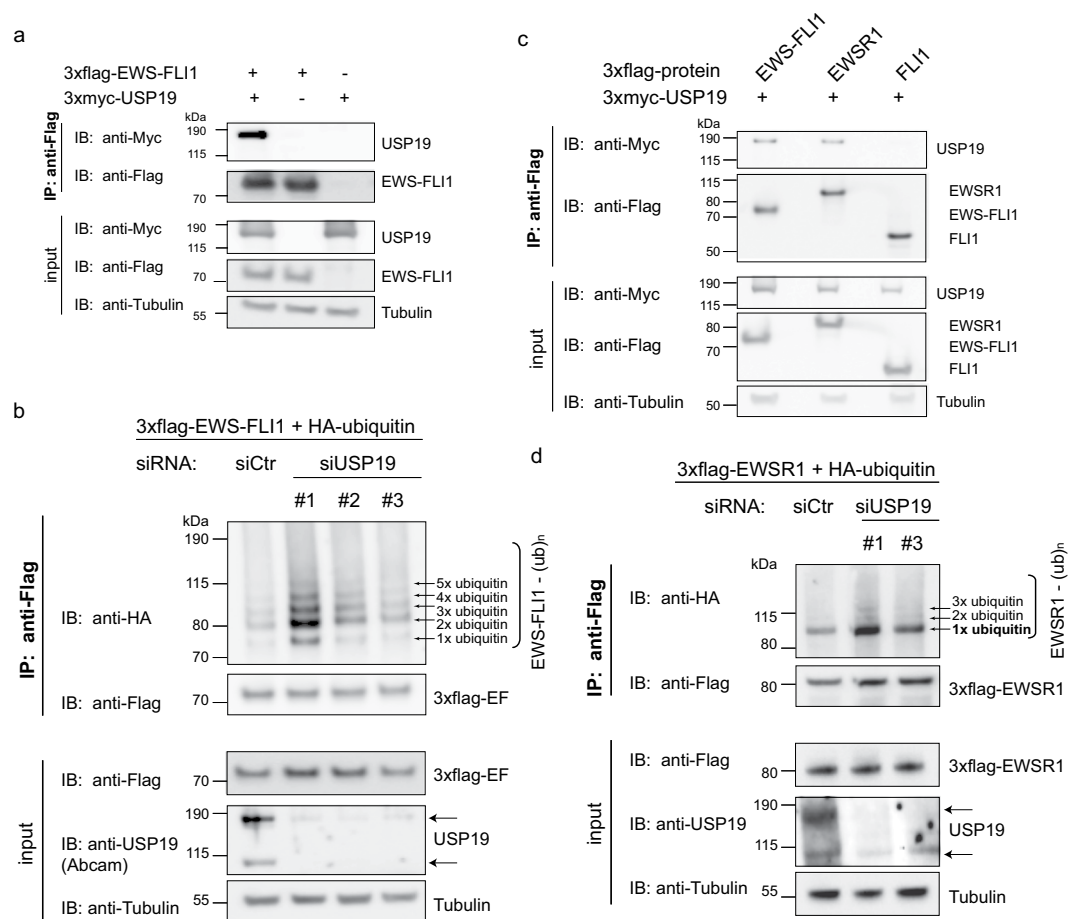 a
3xflag-EWS-FLI1 + + -
3xmyc-USP19 + - +
kDa
IP: anti-Flag
IB: anti-Myc 190 USP19
115
IB: anti-Flag EWS-FLI1
70
input
IB: anti-Myc 190 USP19
115
IB: anti-Flag 70 EWS-FLI1
IB: anti-Tubulin 55 Tubulin
c
3xflag-protein EWS-FLI1 EWSR1 FLI1
3xmyc-USP19 + + +
kDa
IP: anti-Flag
IB: anti-Myc 190 USP19
115
IB: anti-Flag
115
80 EWSR1
70 EWS-FLI1
FLI1
50
input
IB: anti-Myc 190 USP19
115
IB: anti-Flag
80 EWSR1
70 EWS-FLI1
FLI1
IB: anti-Tubulin 50 Tubulin
b
3xflag-EWS-FLI1 + HA-ubiquitin
siRNA: siCtr siUSP19
#1 #2 #3
kDa
IP: anti-Flag
IB: anti-HA
190
115
80
70
5x ubiquitin
4x ubiquitin
3x ubiquitin
2x ubiquitin
1x ubiquitin
EWS-FLI1 - (ub)n
IB: anti-Flag 70 3xflag-EF
input
IB: anti-Flag 70 3xflag-EF
IB: anti-USP19
(Abcam)
190
115
USP19
IB: anti-Tubulin 55 Tubulin
d
3xflag-EWSR1 + HA-ubiquitin
siRNA: siCtr siUSP19
#1 #3
kDa
IP: anti-Flag
IB: anti-HA
115
80
3x ubiquitin
2x ubiquitin
1x ubiquitin
EWSR1 - (ub)n
IB: anti-Flag 80 3xflag-EWSR1
input
IB: anti-Flag 80 3xflag-EWSR1
IB: anti-USP19
190
115
USP19
IB: anti-Tubulin 55 Tubulin